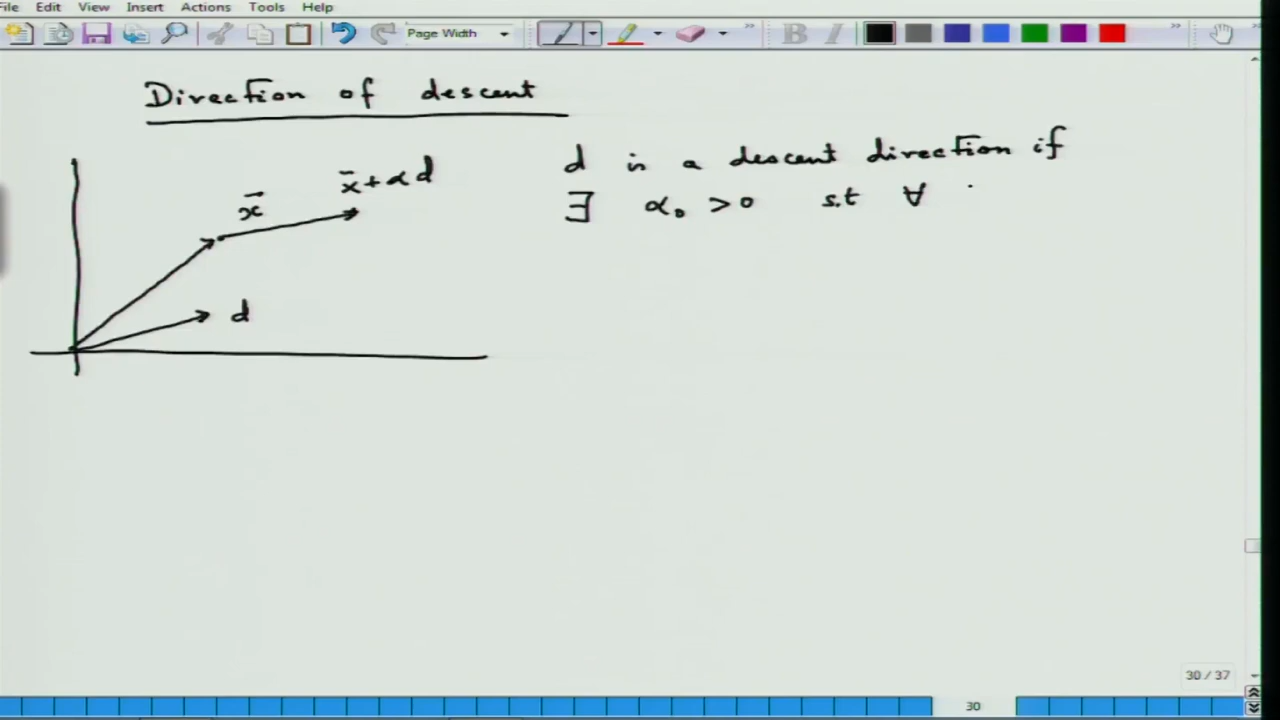 File Edit View Insert Actions Tools Help
Page Width
B I
Direction of descent
d is a descent direction if
∃ α₀ > 0 s.t ∀
x̄ + α d
x⃗
d
30 / 37
30